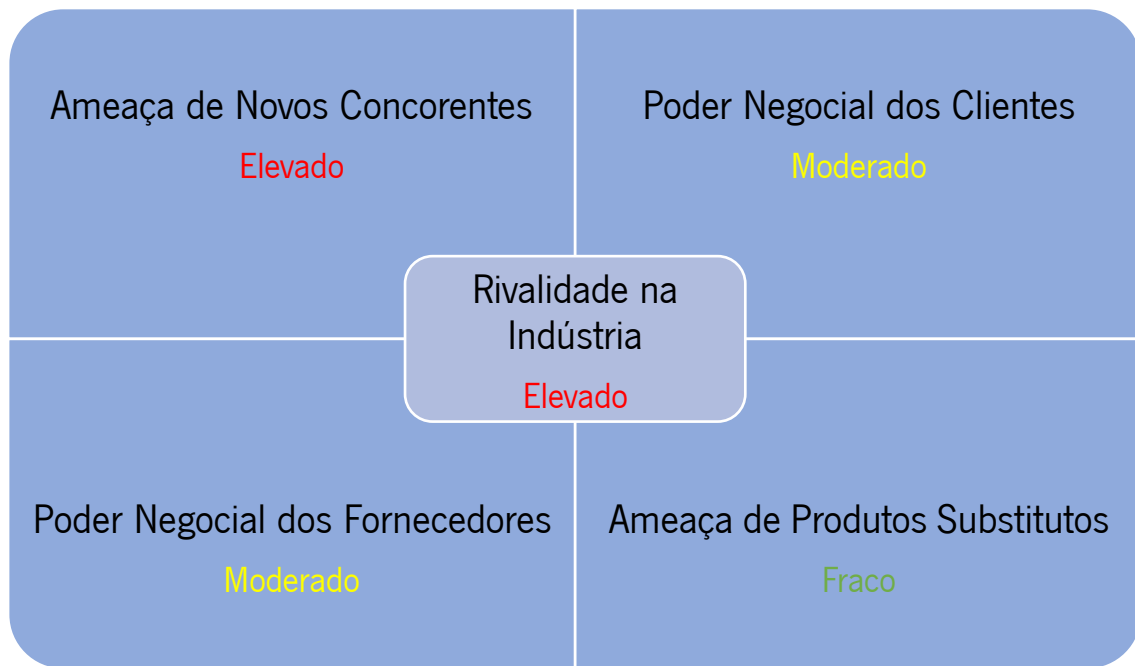 Ameaça de Novos Concorentes
Elevado
Poder Negocial dos Clientes
Moderado
Rivalidade na
Indústria
Elevado
Poder Negocial dos Fornecedores
Moderado
Ameaça de Produtos Substitutos
Fraco